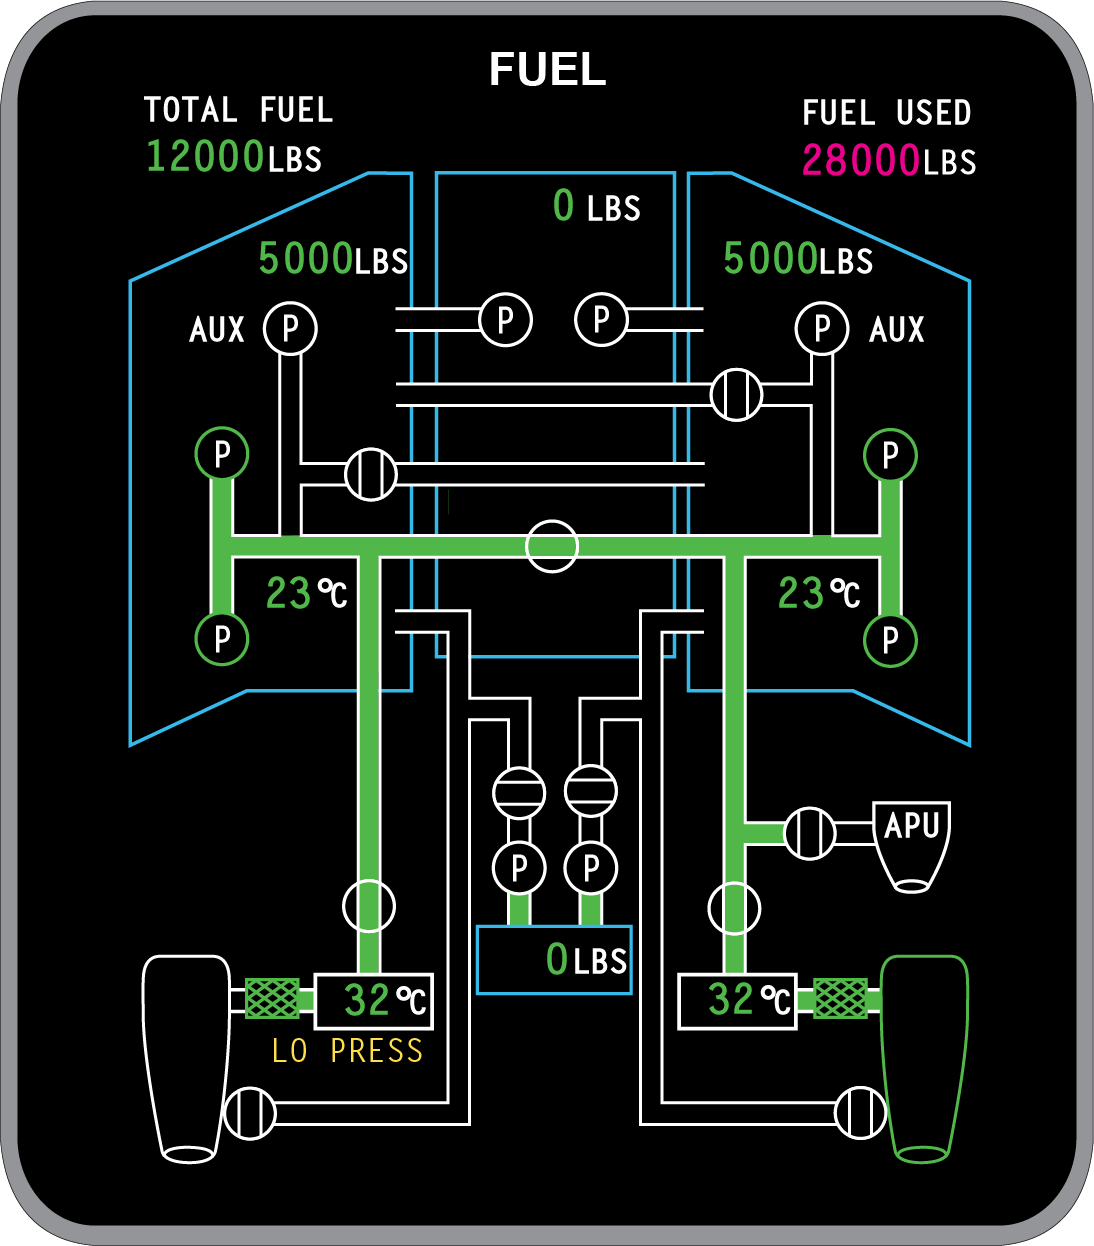 FUEL
TOTAL FUEL
12000LBS
FUEL USED
28000LBS
0 LBS
5000LBS
5000LBS
AUX
P
P
P
P
AUX
P
P
23°C
23°C
P
P
APU
P
P
0LBS
32°C
32°C
LO PRESS